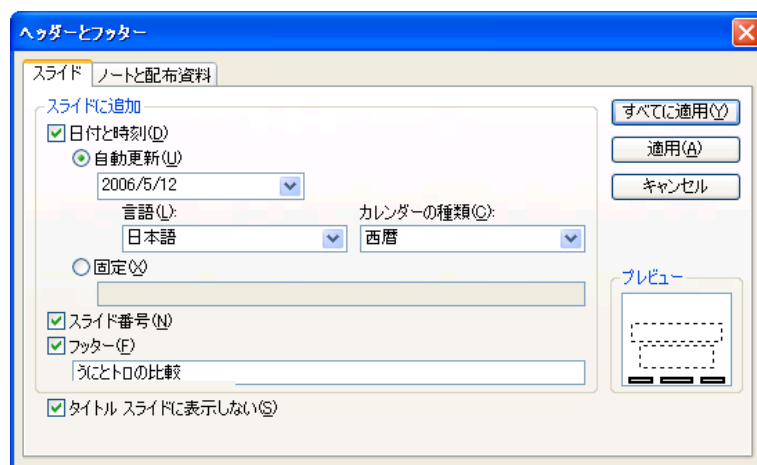 ヘッダーとフッター
スライド ノートと配布資料
スライドに追加
日付と時刻(D)
自動更新(U)
2006/5/12
言語(L): カレンダーの種類(C):
日本語 西暦
固定(X)
スライド番号(N)
フッター(F)
うにとトロの比較
タイトル スライドに表示しない(S)
すべてに適用(Y)
適用(A)
キャンセル
プレビュー